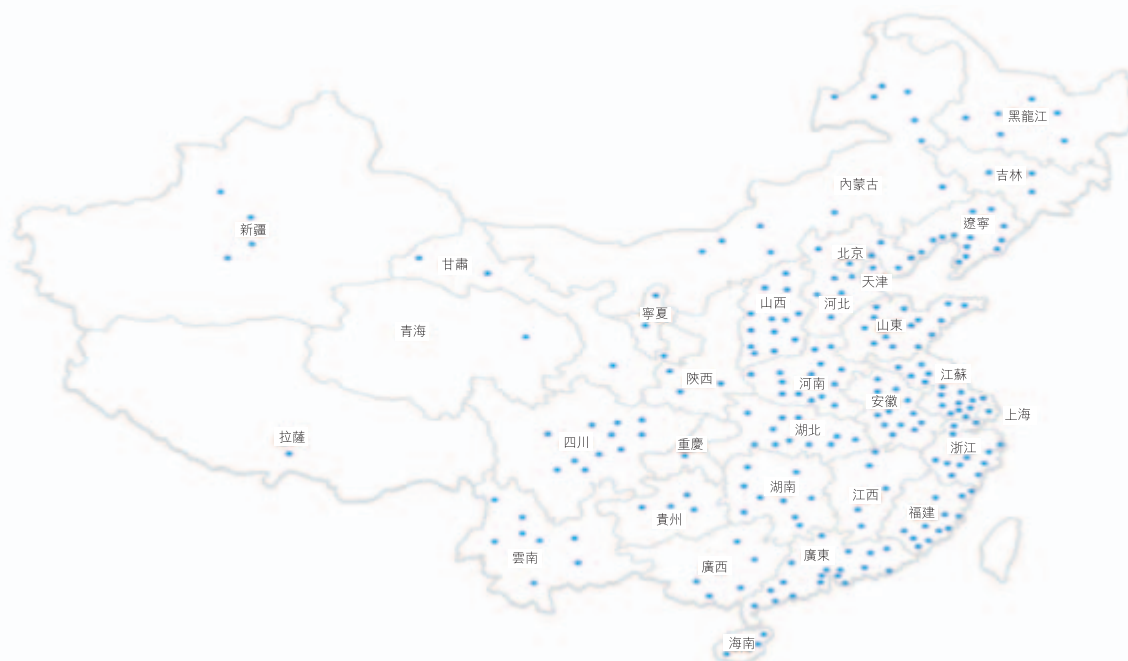 黑龍江
吉林
內蒙古
遼寧
新疆
北京
甘肅
天津
山西
河北
寧夏
山東
青海
陝西
江蘇
河南
安徽
上海
湖北
拉薩
四川
重慶
浙江
湖南
江西
福建
貴州
雲南
廣東
廣西
海南